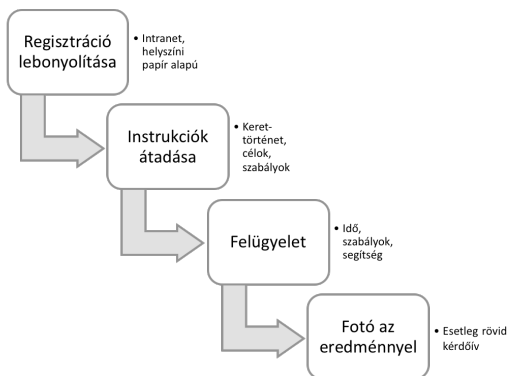 Regisztráció
lebonyolítása
• Intranet,
helyszíni
papír alapú
Instrukciók
átadása
• Keret-
történet,
célok,
szabályok
Felügyelet
• Idő,
szabályok,
segítség
Fotó az
eredménnyel
• Esetleg rövid
kérdőív